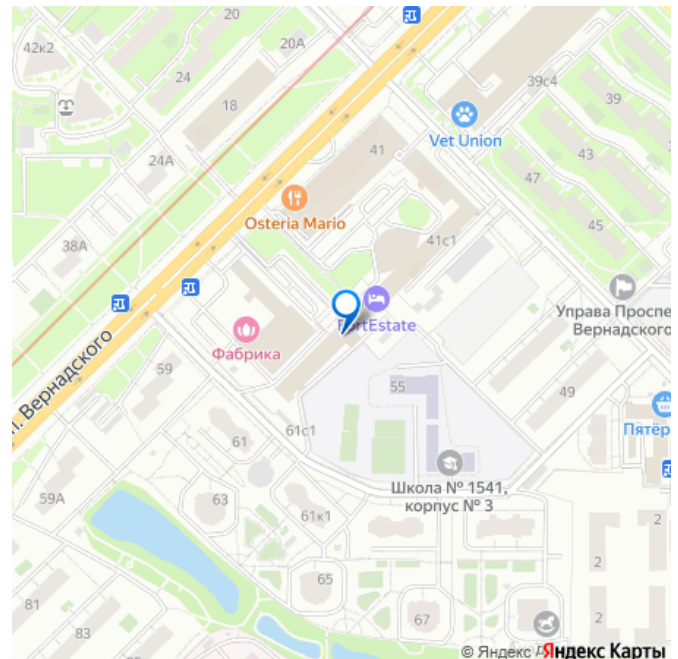 20
42к2
20А
24
18
39с4
39
Vet Union
41
43
24А
47
Osteria Mario
45
41с1
38А
Управа Проспе
Вернадского
PortEstate
Фабрика
. Вернадского
59
55
49
Пятёр
61с1
61
Школа № 1541,
корпус № 3
59А
63
61к1
2
2
65
2
81
67
83
© Яндекс
Яндекс Карты